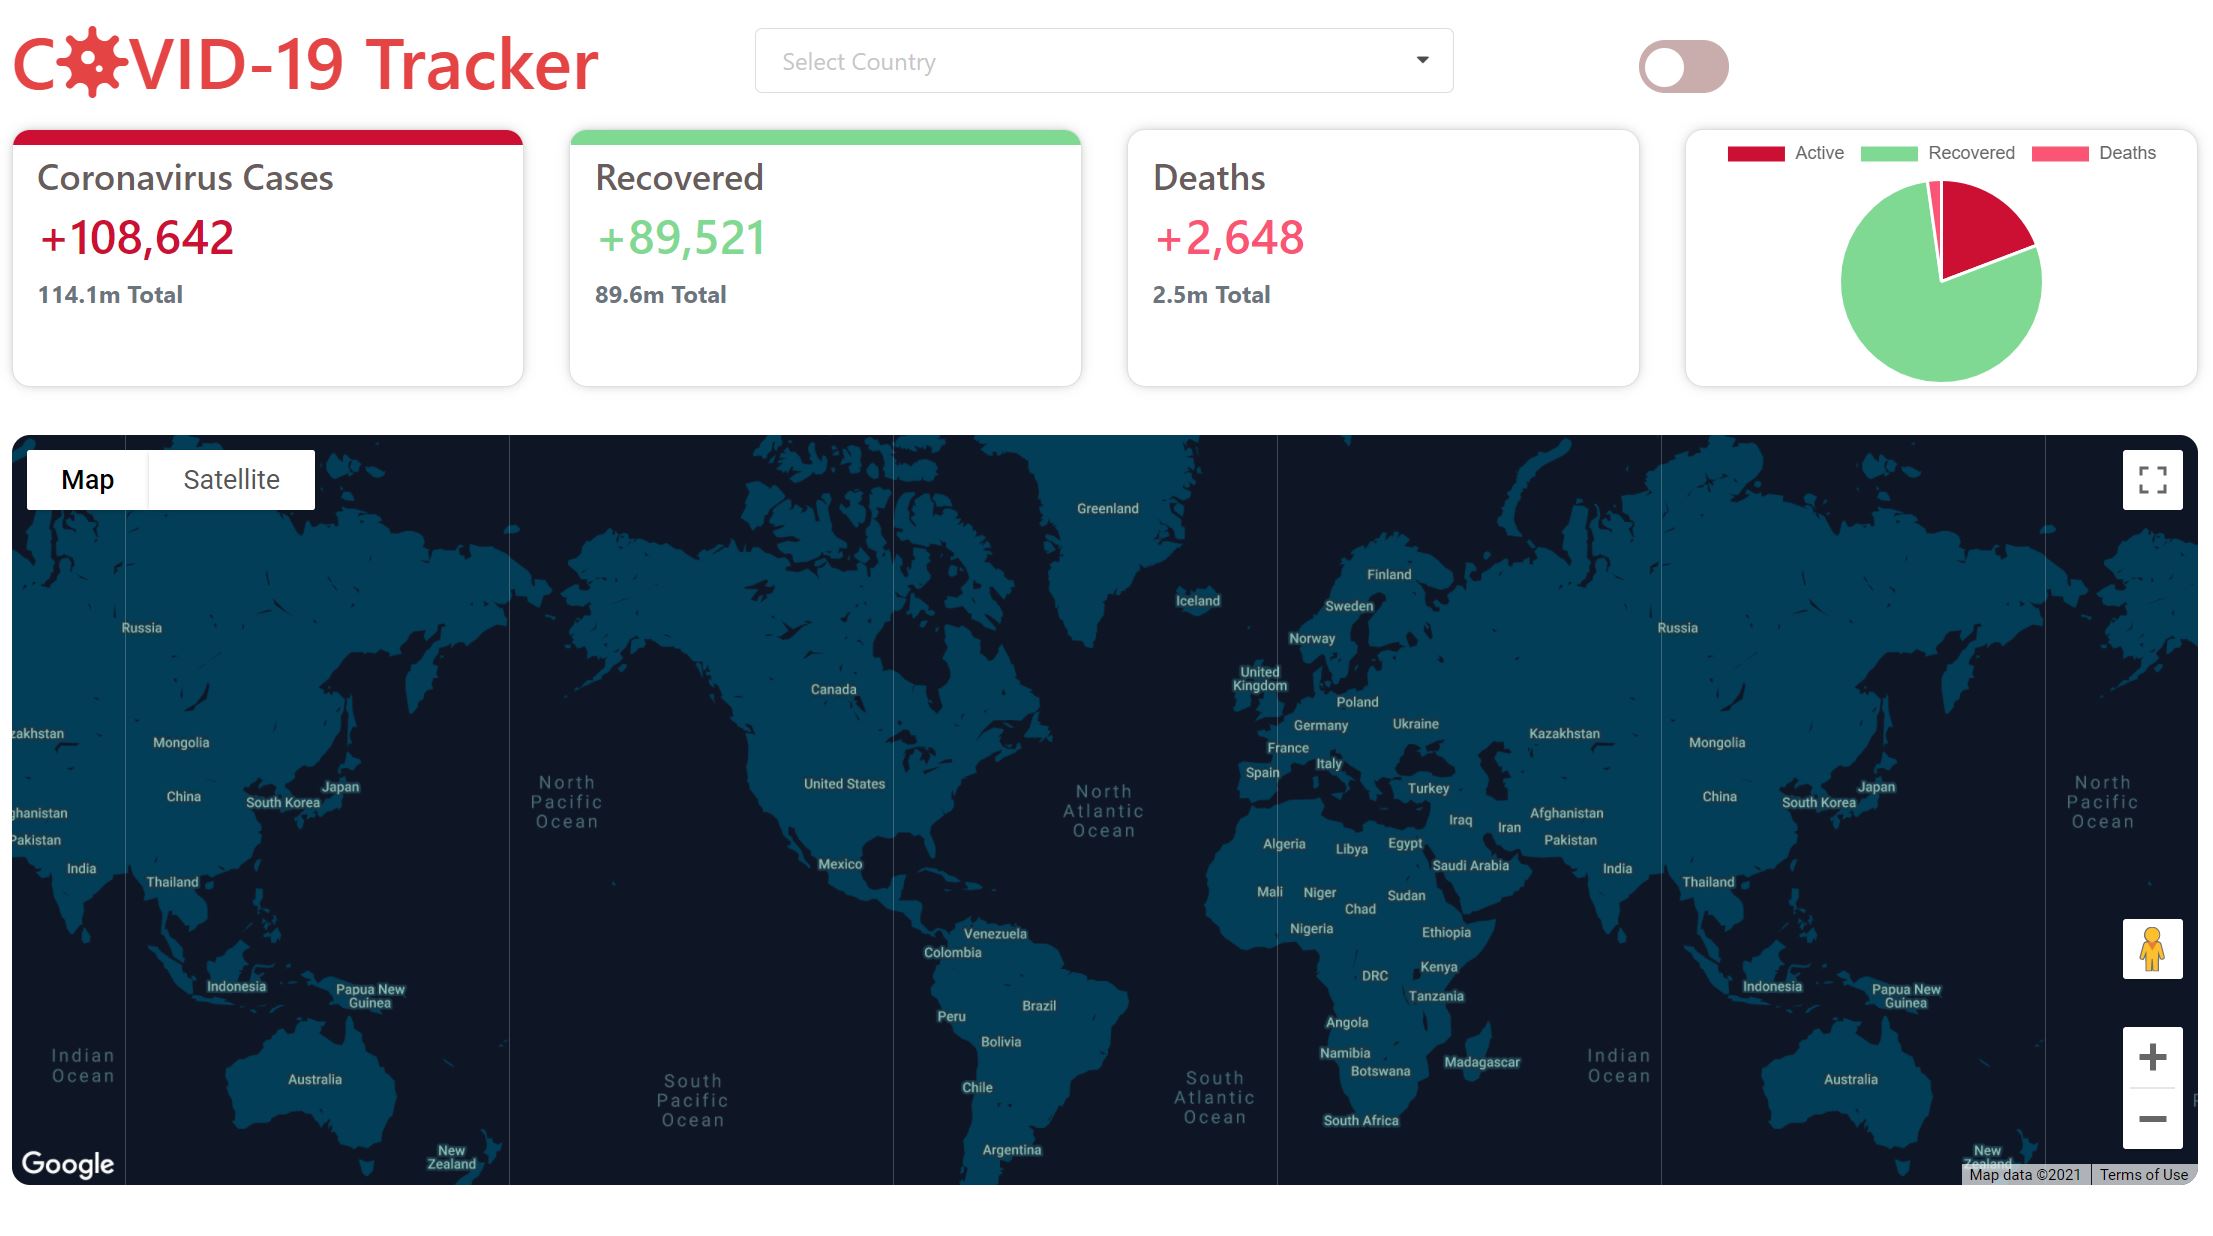 COVID-19 Tracker
Select Country
Coronavirus Cases
+108,642
114.1m Total
Recovered
+89,521
89.6m Total
Deaths
+2,648
2.5m Total
Active Recovered Deaths
Map Satellite
Greenland
Finland
Iceland
Sweden
Russia
Norway
Russia
United
Kingdom
Canada
Poland
Germany
Ukraine
zakhstan
Mongolia
France
Kazakhstan
Mongolia
Italy
Spain
United States
Japan
North
Pacific
Ocean
North
Atlantic
Ocean
Turkey
Japan
North
Pacific
Ocean
China
South Korea
China
South Korea
ghanistan
Iraq
Iran
Afghanistan
Pakistan
Algeria
Libya
Egypt
Pakistan
India
Mexico
Saudi Arabia
India
Thailand
Mali
Niger
Sudan
Thailand
Chad
Nigeria
Ethiopia
Venezuela
Colombia
Kenya
DRC
Indonesia
Papua New
Guinea
Tanzania
Indonesia
Papua New
Guinea
Brazil
Peru
Angola
Bolivia
Namibia
Indian
Ocean
Madagascar
Indian
Ocean
Botswana
Australia
South
Pacific
Ocean
Chile
South
Atlantic
Ocean
Australia
South Africa
Argentina
New
Zealand
New
Zealand
Google
Map data ©2021 Terms of Use